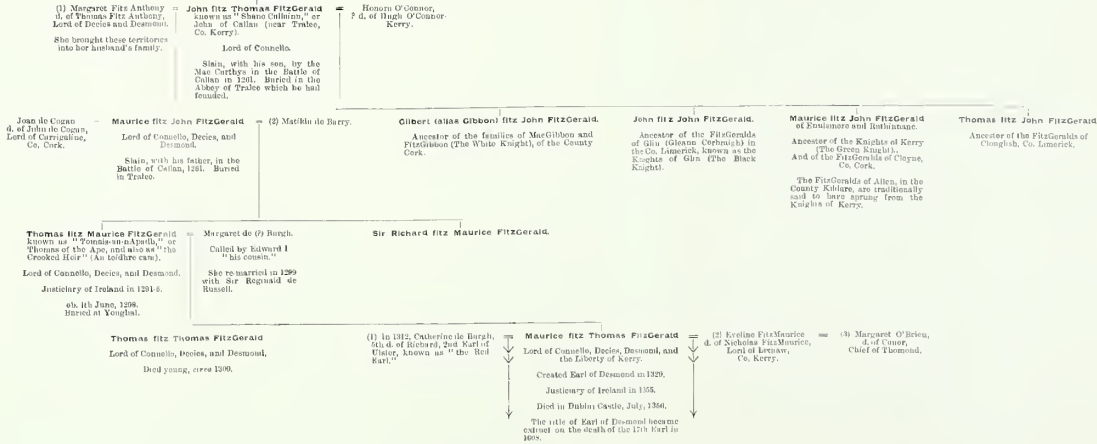 (1) Margaret Fitz Anthony
d. of Thomas Fitz Anthony,
Lord of Decies and Desmond.
She brought these territories
into her husband's family.
=
John fitz Thomas FitzGerald
known as "Shane Callainn," or
John of Callan (near Tralee,
Co. Kerry).
Lord of Connello.
Slain, with his son, by the
Mac Carthys in the Battle of
Callan in 1261. Buried in the
Abbey of Tralee which he had
founded.
=
Honora O'Connor,
? d. of Hugh O'Connor-
Kerry.
Joan de Cogan
d. of John de Cogan,
Lord of Carrigaline,
Co. Cork.
=
Maurice fitz John FitzGerald
Lord of Connello, Decies, and
Desmond.
Slain, with his father, in the
Battle of Callan, 1261. Buried
in Tralee.
= (2) Matilda de Barry.
Gilbert (alias Gibbon) fitz John FitzGerald.
Ancestor of the families of MacGibbon and
FitzGibbon (The White Knight), of the County
Cork.
John fitz John FitzGerald.
Ancestor of the FitzGeralds
of Glin (Gleann Corbraigh) in
the Co. Limerick, known as the
Knights of Glin (The Black
Knight).
Maurice fitz John FitzGerald
of Ennismore and Rathinnane.
Ancestor of the Knights of Kerry
(The Green Knight).,
And of the FitzGeralds of Cloyne,
Co. Cork.
The FitzGeralds of Allen, in the
County Kildare, are traditionally
said to have sprung from the
Knights of Kerry.
Thomas fitz John FitzGerald
Ancestor of the FitzGeralds of
Clonglish, Co. Limerick.
Thomas fitz Maurice FitzGerald
known as "Tomais-an-nApadh," or
Thomas of the Ape, and also as "the
Crooked Heir" (An toidhre cam).
Lord of Connello, Decies, and Desmond.
Justiciary of Ireland in 1294-5.
ob. 4th June, 1298.
Buried at Youghal.
=
Margaret de (?) Burgh.
Called by Edward I
"his cousin."
She re-married in 1299
with Sir Reginald de
Russell.
Sir Richard fitz Maurice FitzGerald.
Thomas fitz Thomas FitzGerald
Lord of Connello, Decies, and Desmond,
Died young, circa 1309.
(1) In 1312, Catherine de Burgh,
5th d. of Richard, 2nd Earl of
Ulster, known as "the Red
Earl."
=
Maurice fitz Thomas FitzGerald
Lord of Connello, Decies, Desmond, and
the Liberty of Kerry.
Created Earl of Desmond in 1329.
Justiciary of Ireland in 1355.
Died in Dublin Castle, July, 1356.
The title of Earl of Desmond became
extinct on the death of the 17th Earl in
1608.
=
(2) Eveline FitzMaurice
d. of Nicholas FitzMaurice,
Lord of Lexnaw,
Co. Kerry.
=
(3) Margaret O'Brien,
d. of Conor,
Chief of Thomond.